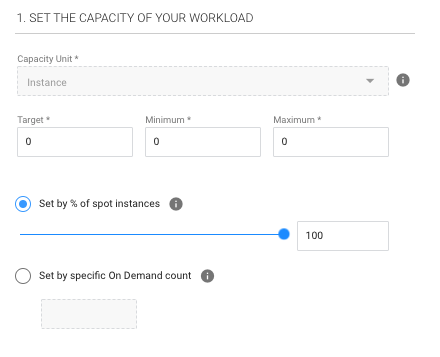 1. SET THE CAPACITY OF YOUR WORKLOAD
Capacity Unit *
Instance
Target * Minimum * Maximum *
0 0 0
Set by % of spot instances
100
Set by specific On Demand count